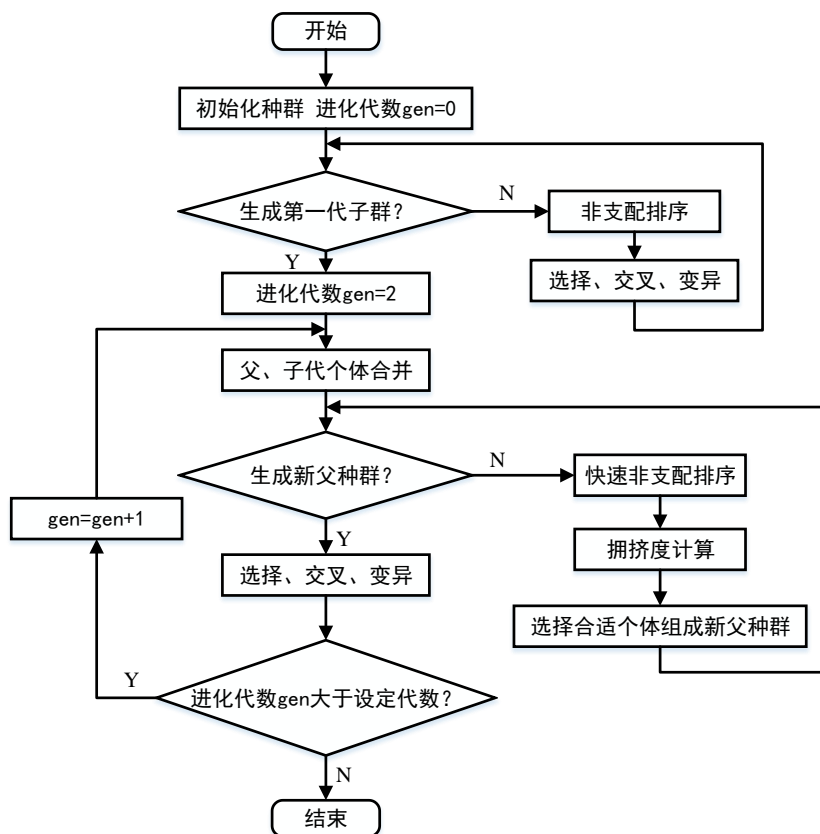 开始
初始化种群 进化代数gen=0
生成第一代子群?
N
非支配排序
选择、交叉、变异
Y
进化代数gen=2
父、子代个体合并
生成新父种群?
N
快速非支配排序
拥挤度计算
选择合适个体组成新父种群
gen=gen+1
Y
选择、交叉、变异
进化代数gen大于设定代数?
Y
N
结束